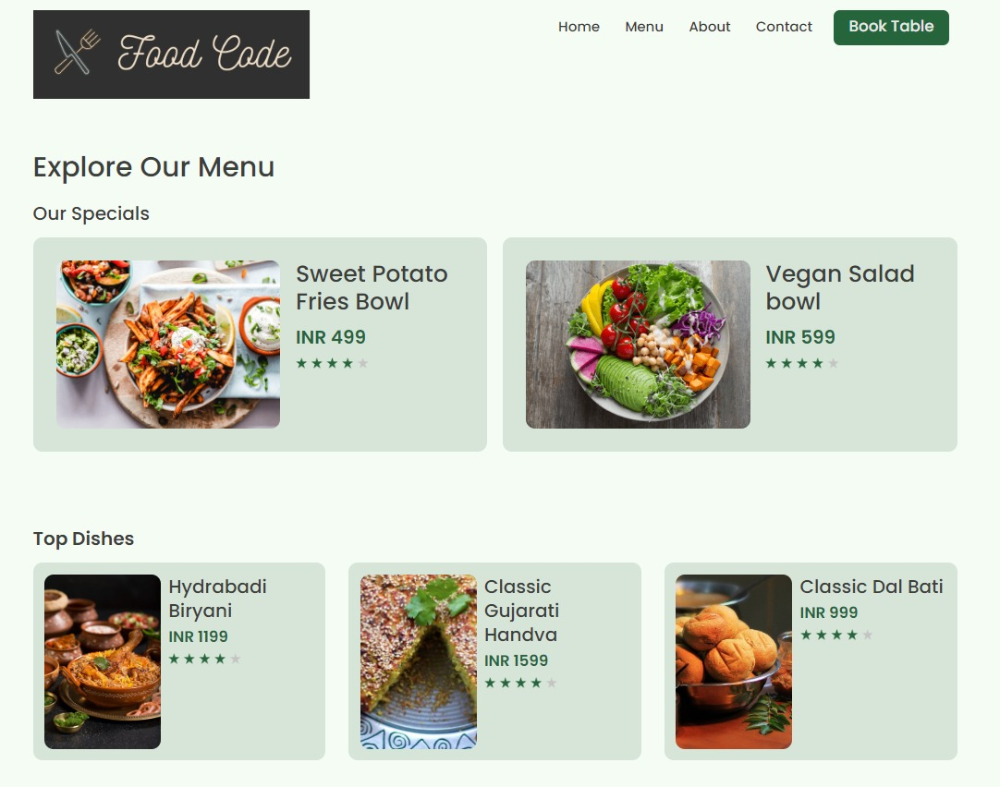 Food Code
Home Menu About Contact Book Table
Explore Our Menu
Our Specials
Sweet Potato
Fries Bowl
INR 499
Vegan Salad
bowl
INR 599
Top Dishes
Hydrabadi
Biryani
INR 1199
Classic
Gujarati
Handva
INR 1599
Classic Dal Bati
INR 999